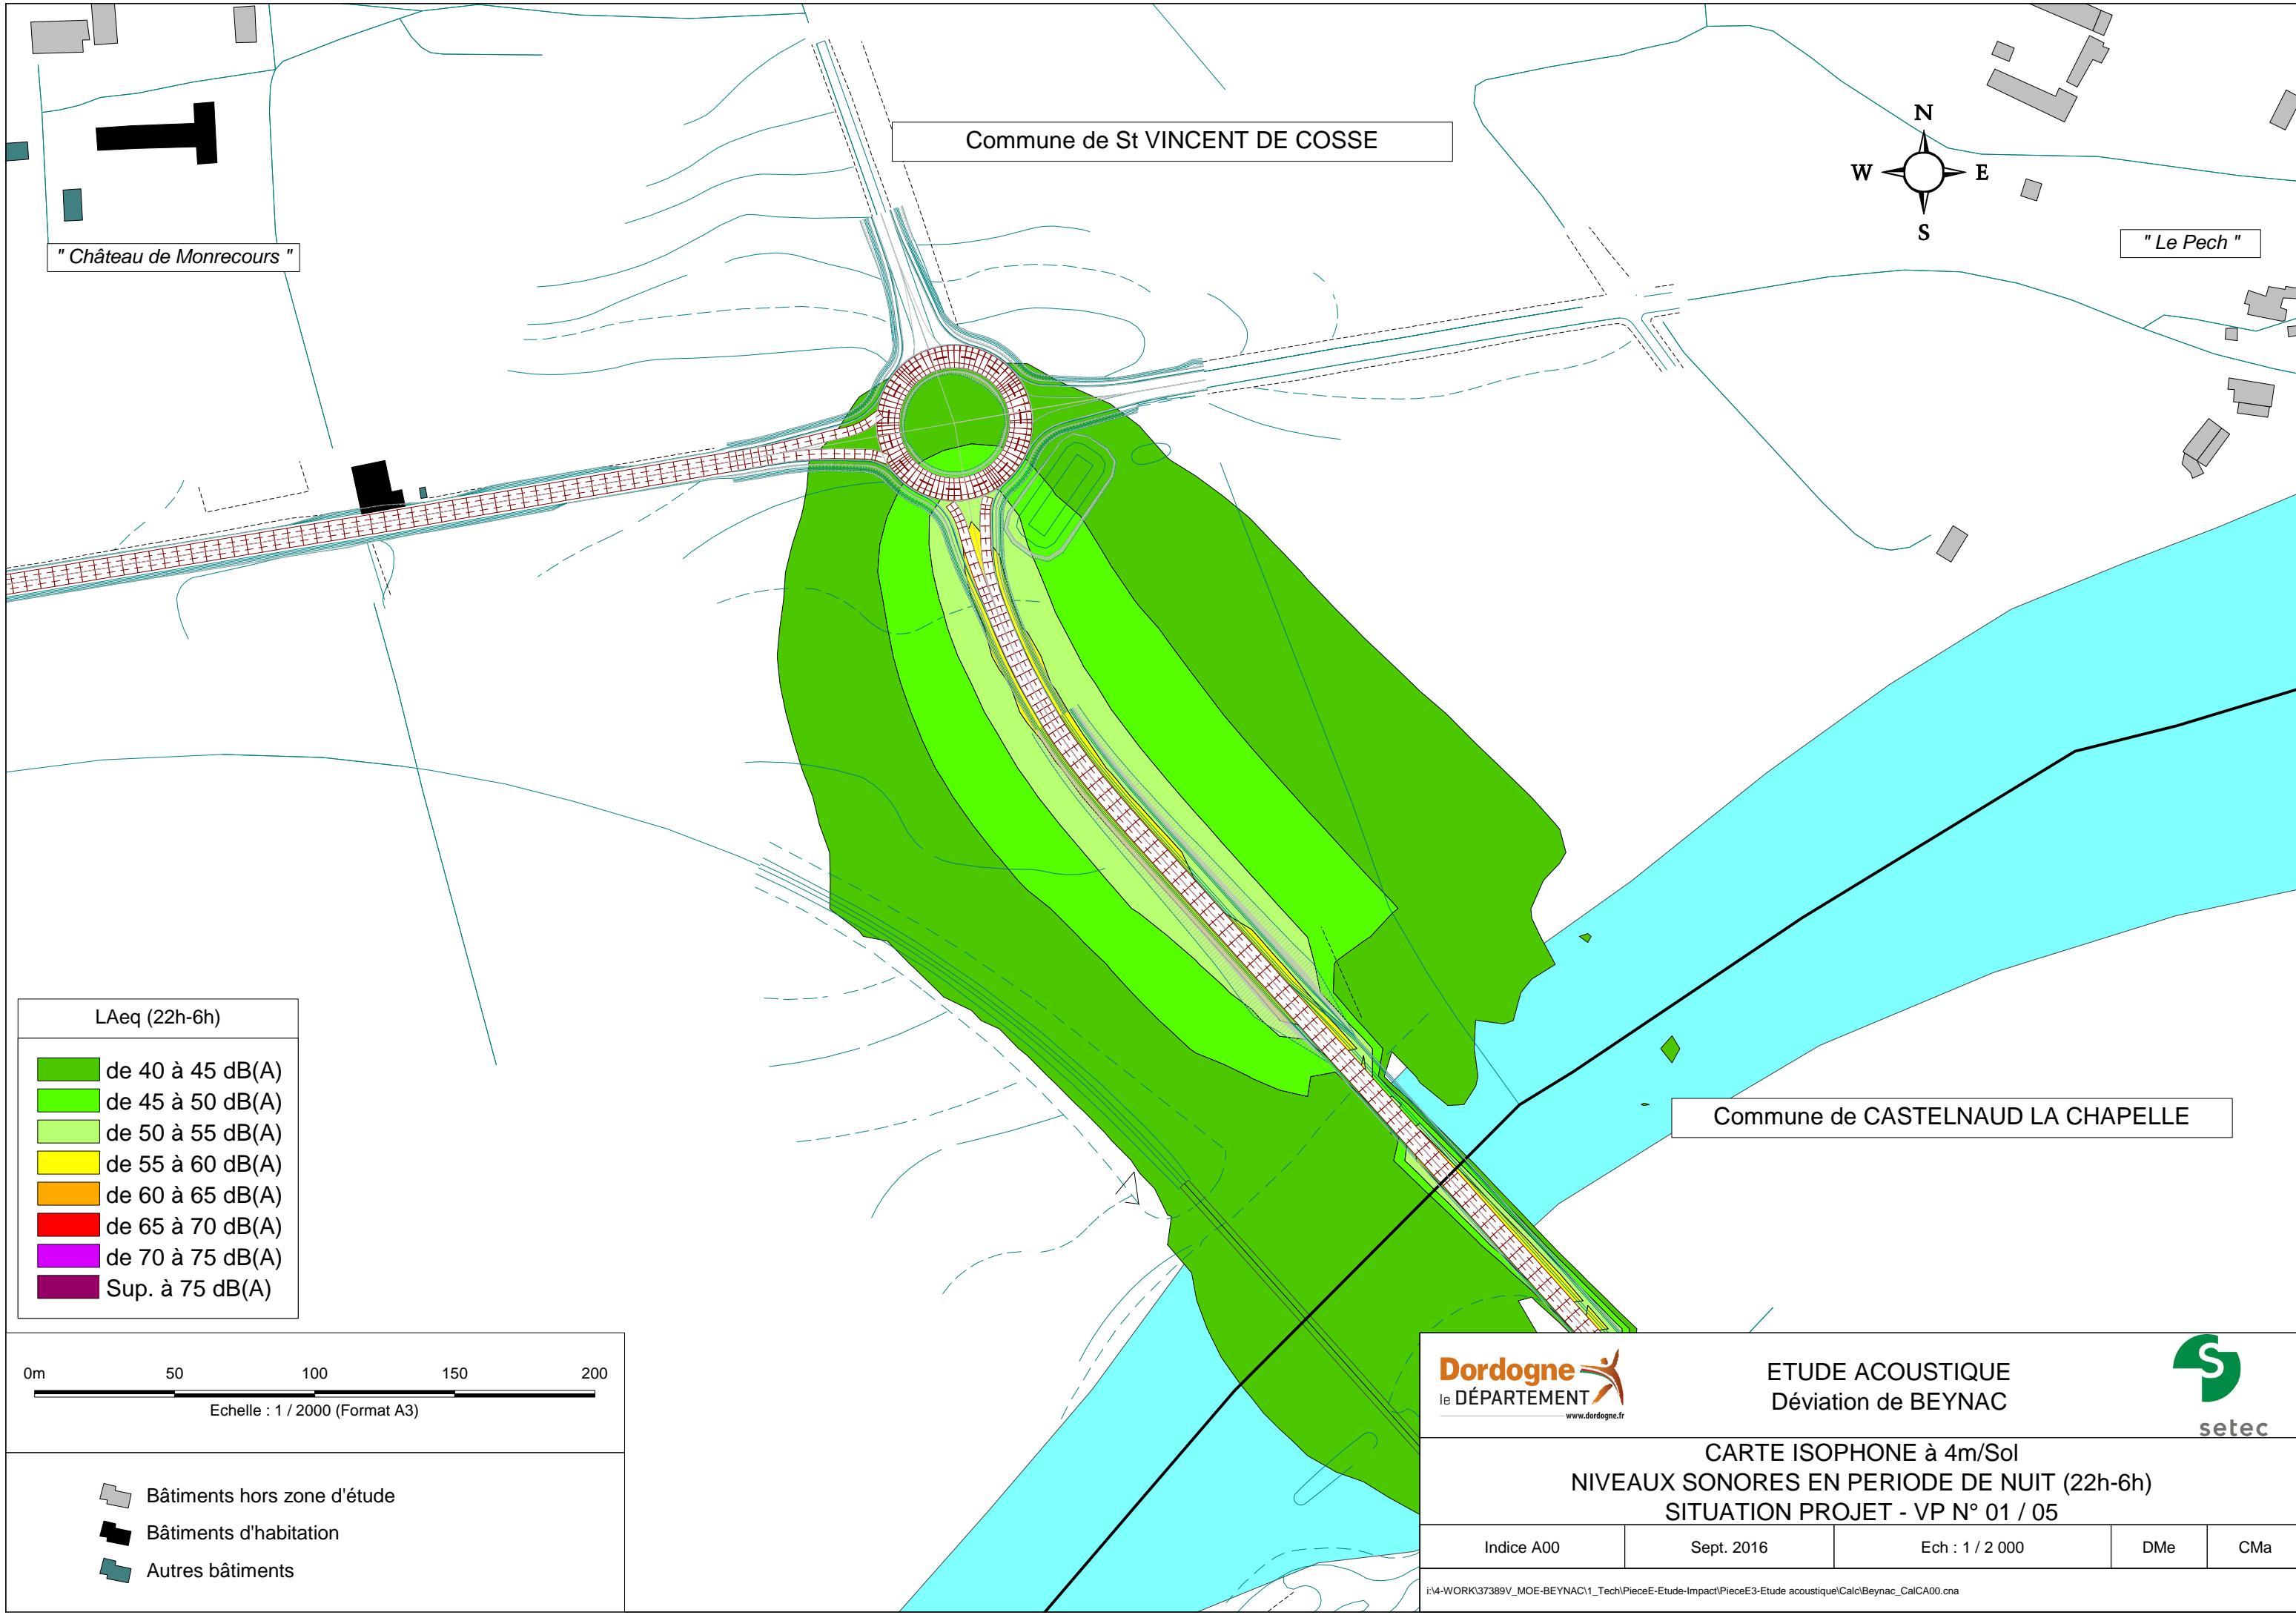 Commune de St VINCENT DE COSSE
N
W E
S
" Château de Monrecours "
" Le Pech "
LAeq (22h-6h)
de 40 à 45 dB(A)
de 45 à 50 dB(A)
de 50 à 55 dB(A)
de 55 à 60 dB(A)
de 60 à 65 dB(A)
de 65 à 70 dB(A)
de 70 à 75 dB(A)
Sup. à 75 dB(A)
Commune de CASTELNAUD LA CHAPELLE
0m 50 100 150 200
Echelle : 1 / 2000 (Format A3)
Bâtiments hors zone d'étude
Bâtiments d'habitation
Autres bâtiments
Dordogne
le DÉPARTEMENT
www.dordogne.fr
ETUDE ACOUSTIQUE
Déviation de BEYNAC
S
setec
CARTE ISOPHONE à 4m/Sol
NIVEAUX SONORES EN PERIODE DE NUIT (22h-6h)
SITUATION PROJET - VP N° 01 / 05
Indice A00 Sept. 2016 Ech : 1 / 2 000 DMe CMa
i:\4-WORK\37389V_MOE-BEYNAC\1_Tech\PieceE-Etude-Impact\PieceE3-Etude acoustique\Calc\Beynac_CalCA00.cna